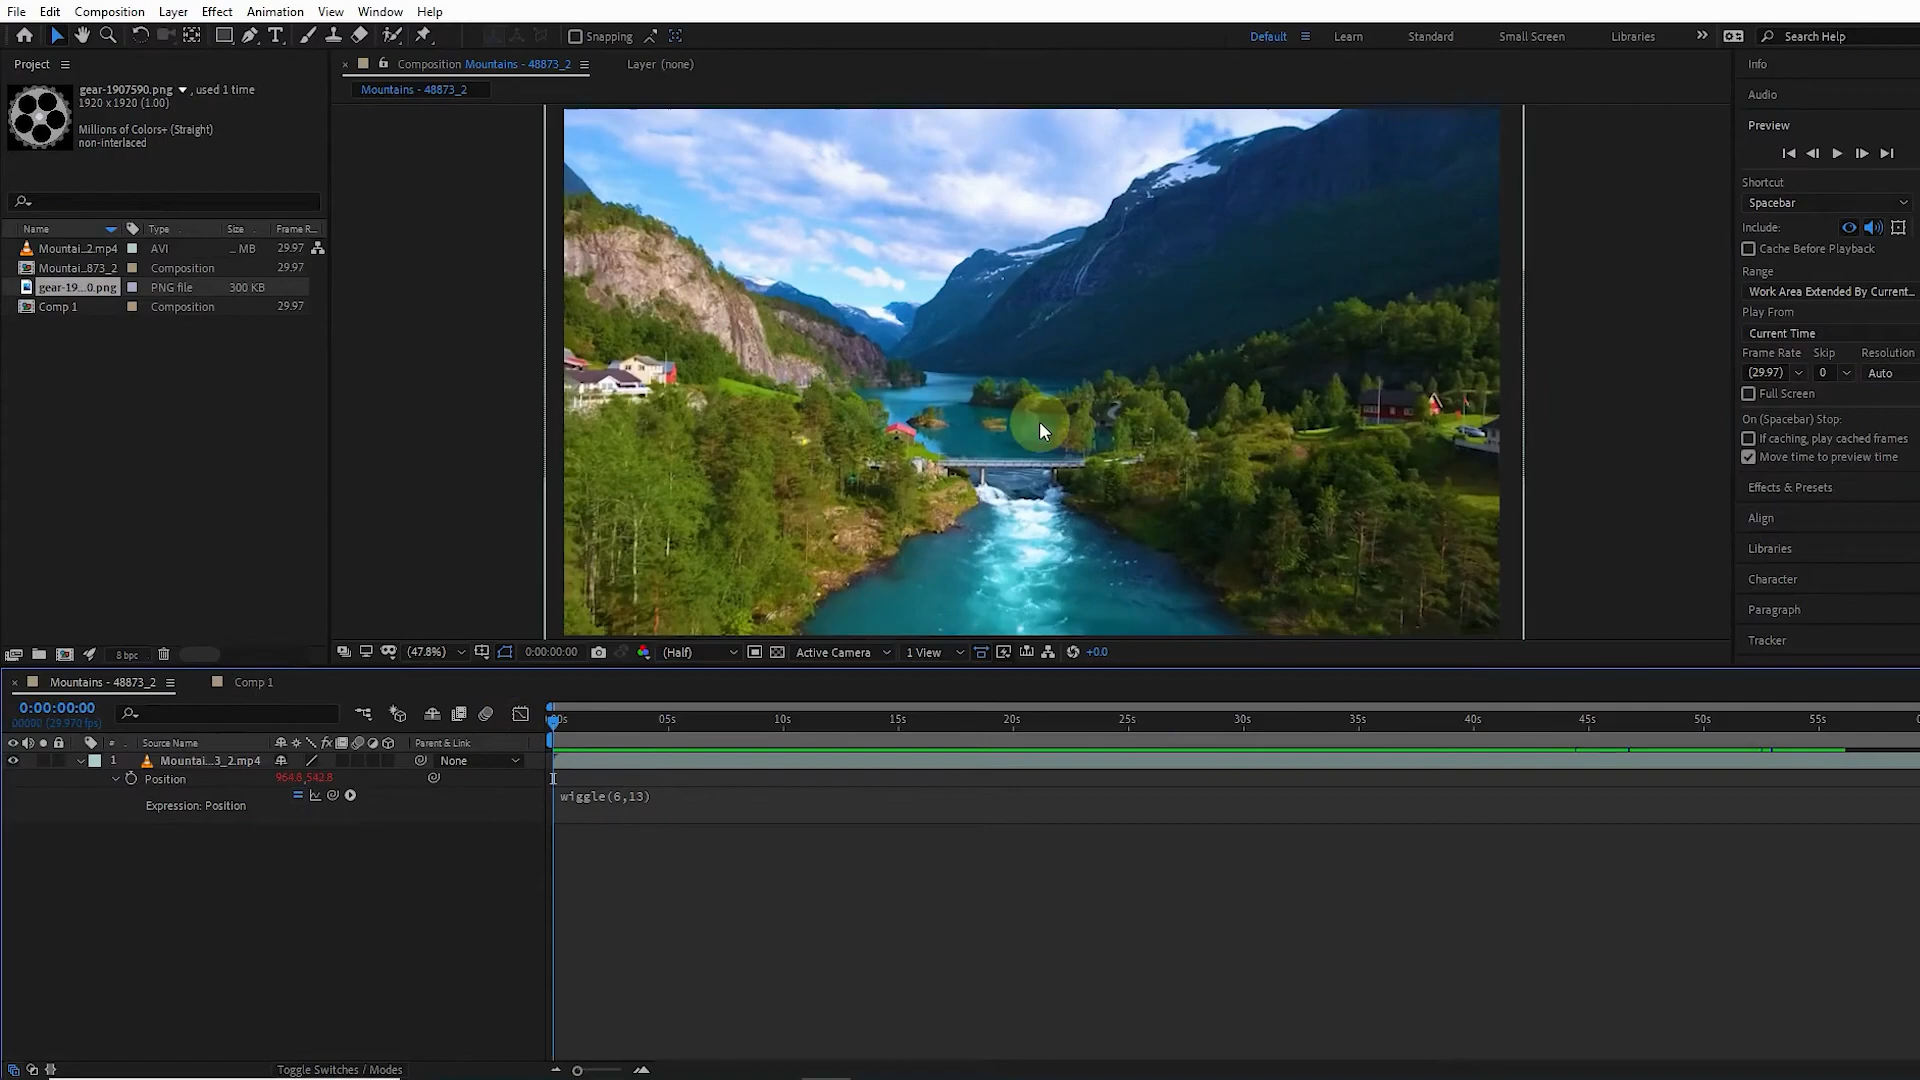 File Edit Composition Layer Effect Animation View Window Help
Snapping
Default Learn Standard Small Screen Libraries Search Help
Project
Composition Mountains - 48873_2
Layer (none)
Mountains - 48873_2
gear-1907590.png , used 1 time
1920 x 1920 (1.00)
Millions of Colors+ (Straight)
non-interlaced
Name Type Size Frame R...
Mountai_2.mp4 AVI ... MB 29.97
Mountai_873_2 Composition 29.97
gear-19...0.png PNG file 300 KB
Comp 1 Composition 29.97
8 bpc
Info
Audio
Preview
Shortcut
Spacebar
Include:
Cache Before Playback
Range
Work Area Extended By Current...
Play From
Current Time
Frame Rate Skip Resolution
(29.97) 0 Auto
Full Screen
On (Spacebar) Stop:
If caching, play cached frames
Move time to preview time
Effects & Presets
Align
Libraries
Character
Paragraph
Tracker
(47.8%) 0:00:00:00 (Half) Active Camera 1 View +0.0
Mountains - 48873_2 Comp 1
0:00:00:00
00000 (29.970 fps)
:00s 05s 10s 15s 20s 25s 30s 35s 40s 45s 50s 55s
# Source Name Parent & Link
1 Mountai...3_2.mp4 None
Position 964.8,542.8
Expression: Position
wiggle(6,13)
Toggle Switches / Modes